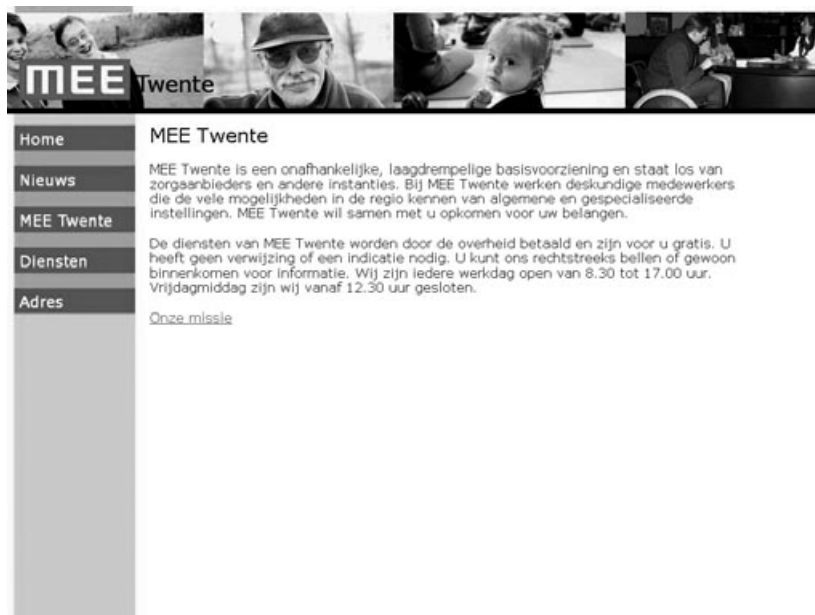 MEE Twente
Home
Nieuws
MEE Twente
Diensten
Adres
MEE Twente
MEE Twente is een onafhankelijke, laagdrempelige basisvoorziening en staat los van
zorgaanbieders en andere instanties. Bij MEE Twente werken deskundige medewerkers
die de vele mogelijkheden in de regio kennen van algemene en gespecialiseerde
instellingen. MEE Twente wil samen met u opkomen voor uw belangen.
De diensten van MEE Twente worden door de overheid betaald en zijn voor u gratis. U
heeft geen verwijzing of een indicatie nodig. U kunt ons rechtstreeks bellen of gewoon
binnenkomen voor informatie. Wij zijn iedere werkdag open van 8.30 tot 17.00 uur.
Vrijdagmiddag zijn wij vanaf 12.30 uur gesloten.
Onze missie